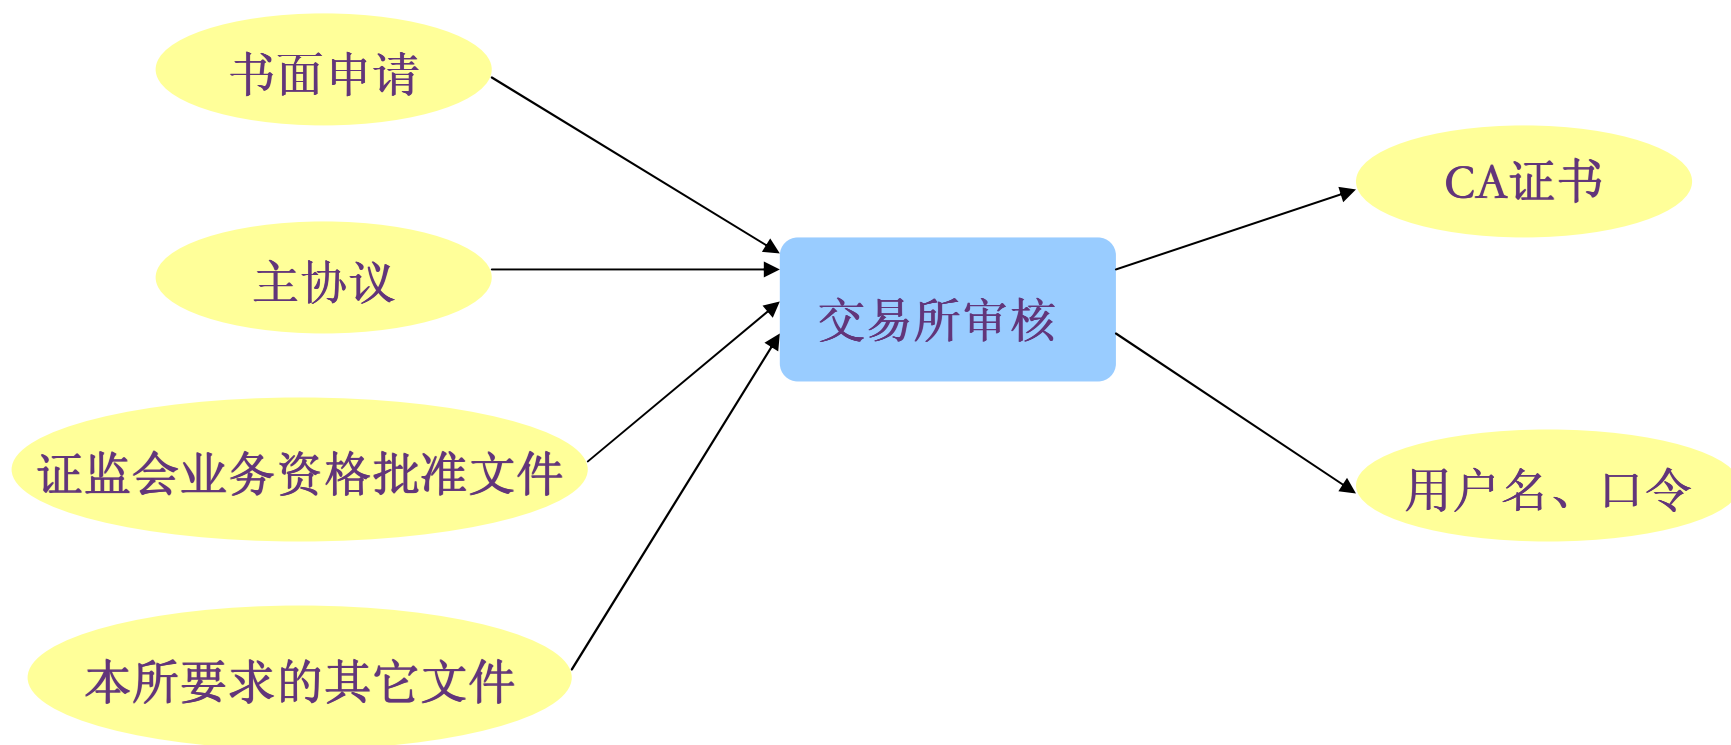 书面申请
主协议
证监会业务资格批准文件
本所要求的其它文件
交易所审核
CA证书
用户名、口令